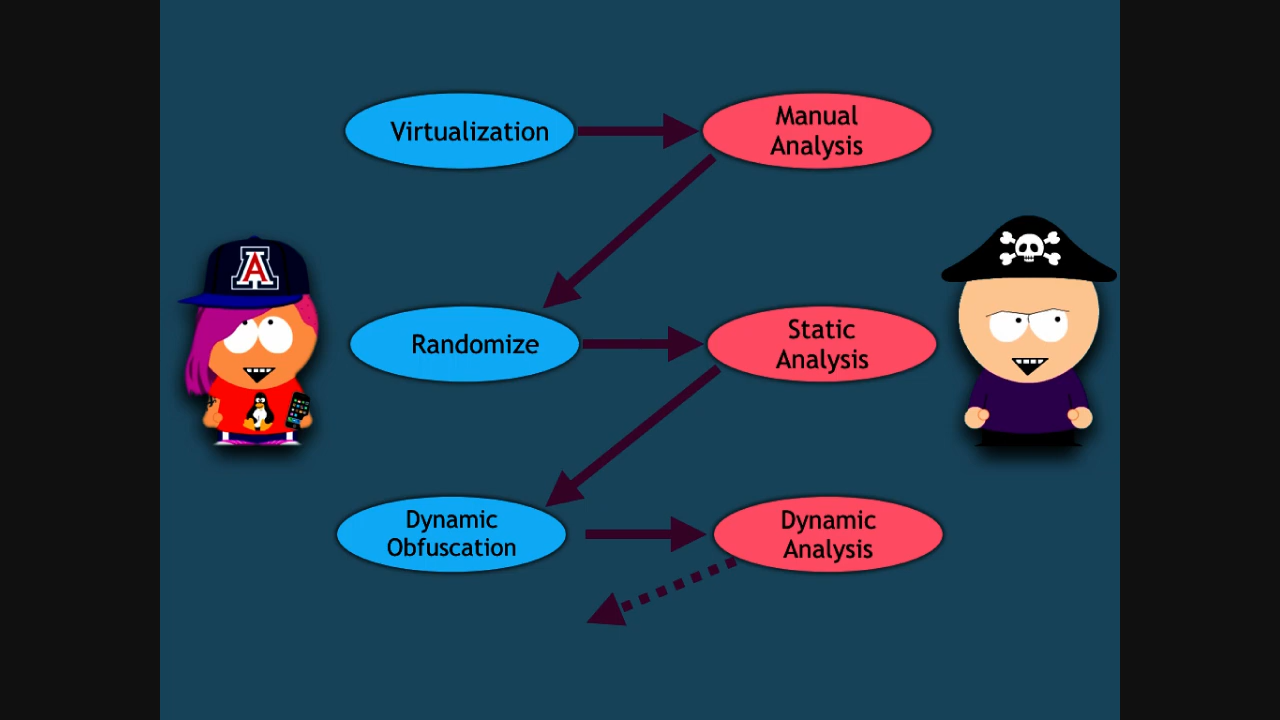 Virtualization
Manual
Analysis
A
Randomize
Static
Analysis
Dynamic
Obfuscation
Dynamic
Analysis